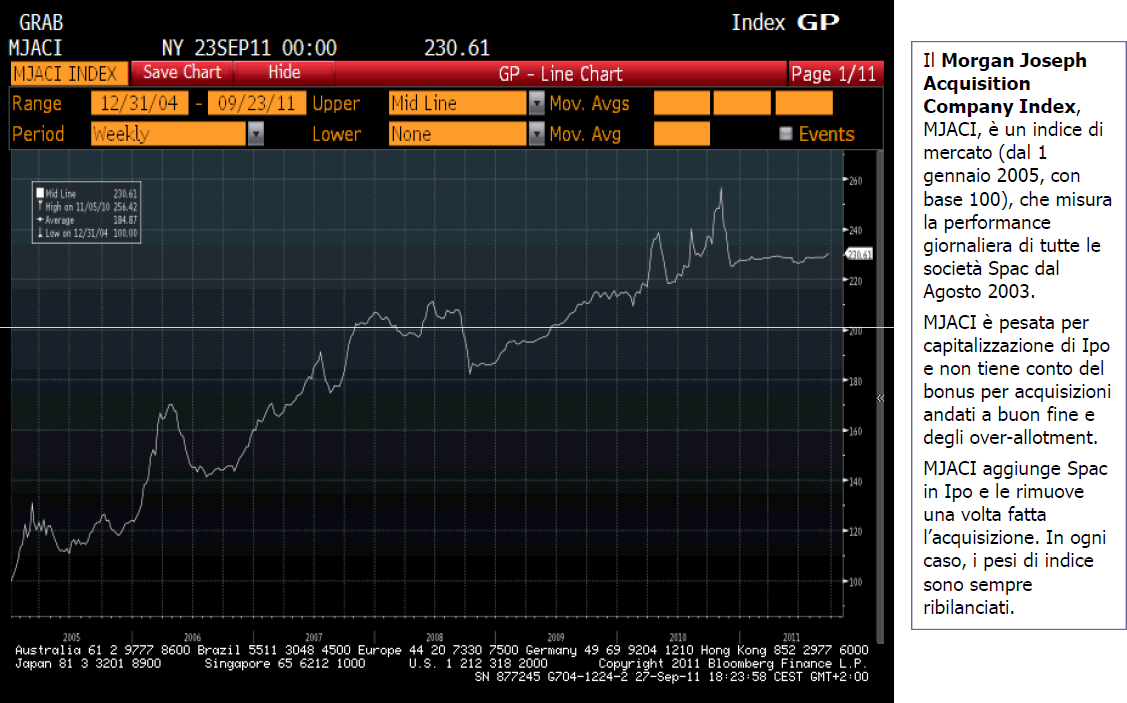 GRAB
Index GP
MJACI NY 23SEP11 00:00 230.61
MJACI INDEX Save Chart Hide GP - Line Chart Page 1/11
Range 12/31/04 - 09/23/11 Upper Mid Line Mov. Avgs
Period Weekly Lower None Mov. Avg Events
Mid Line 230.61
High on 11/05/10 256.42
Average 184.87
Low on 12/31/04 100.00
260
240
230.61
220
200
180
160
140
120
100
2005 2006 2007 2008 2009 2010 2011
Australia 61 2 9777 8600 Brazil 5511 3048 4500 Europe 44 20 7330 7500 Germany 49 69 9204 1210 Hong Kong 852 2977 6000
Japan 81 3 3201 8900 Singapore 65 6212 1000 U.S. 1 212 318 2000 Copyright 2011 Bloomberg Finance L.P.
SN 877245 G704-1224-2 27-Sep-11 18:23:58 CEST GMT+2:00
Il Morgan Joseph
Acquisition
Company Index,
MJACI, è un indice di
mercato (dal 1
gennaio 2005, con
base 100), che misura
la performance
giornaliera di tutte le
società Spac dal
Agosto 2003.
MJACI è pesata per
capitalizzazione di Ipo
e non tiene conto del
bonus per acquisizioni
andati a buon fine e
degli over-allotment.
MJACI aggiunge Spac
in Ipo e le rimuove
una volta fatta
l'acquisizione. In ogni
caso, i pesi di indice
sono sempre
ribilanciati.